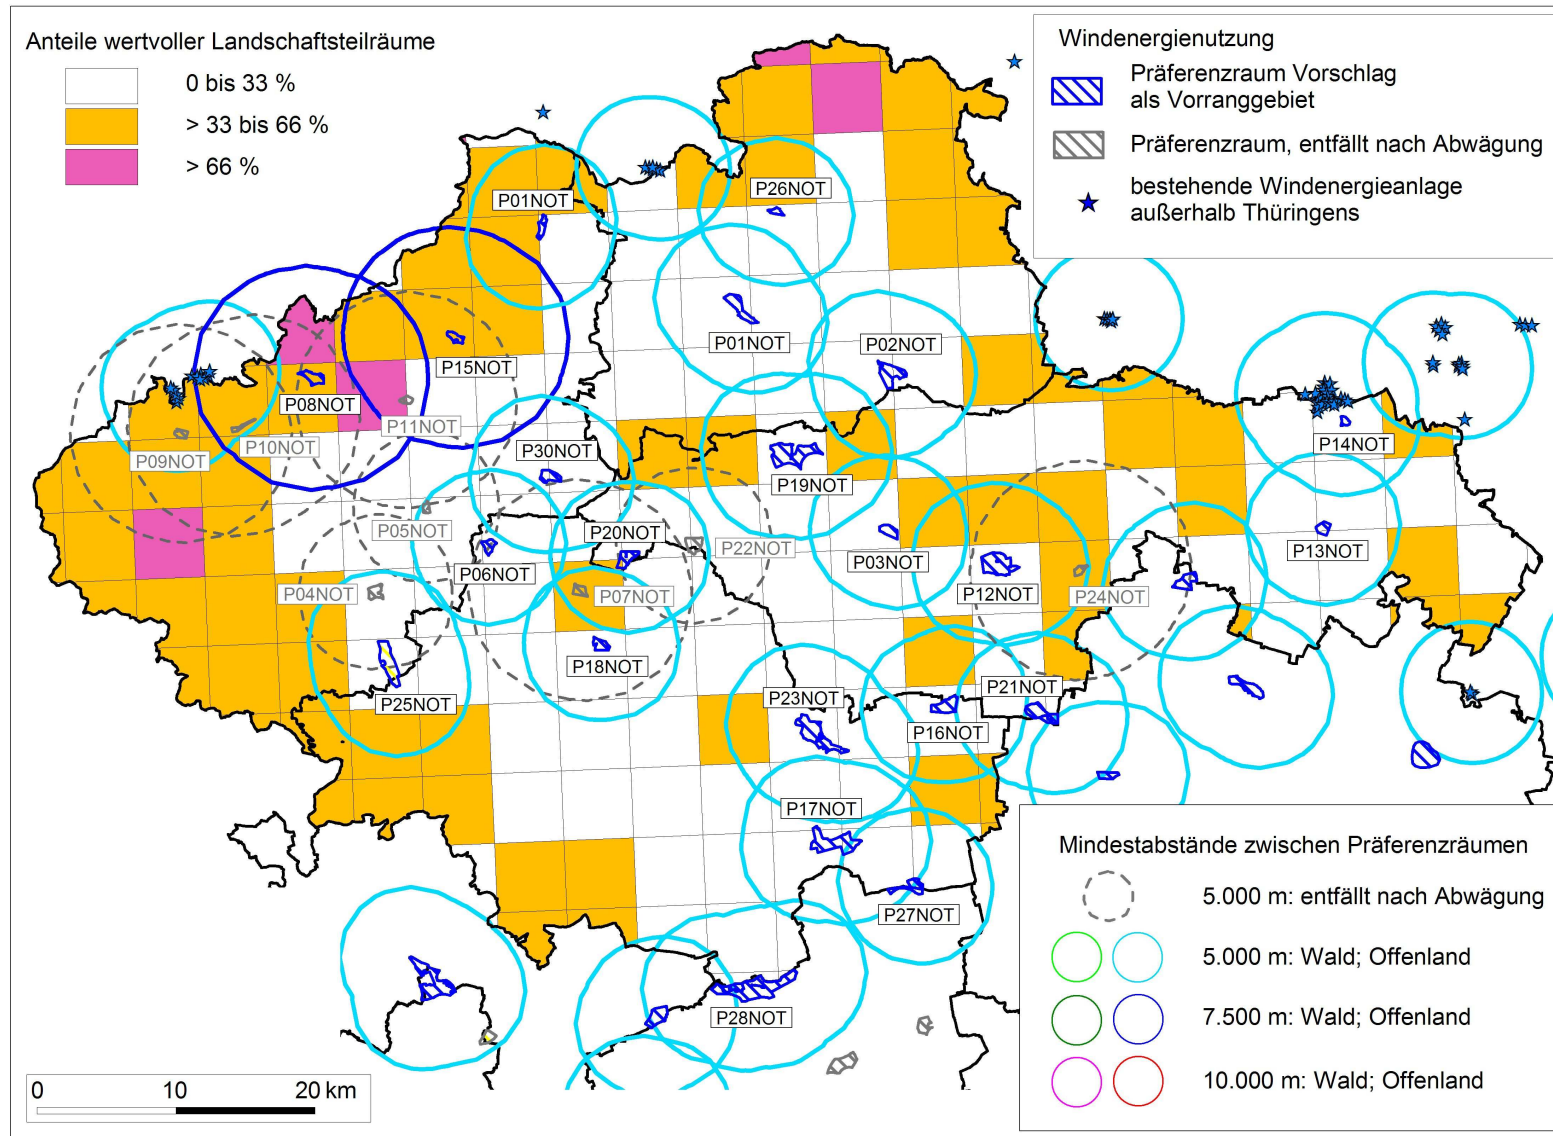 Anteile wertvoller Landschaftsteilräume
0 bis 33 %
> 33 bis 66 %
> 66 %
Windenergienutzung
Präferenzraum Vorschlag
als Vorranggebiet
Präferenzraum, entfällt nach Abwägung
bestehende Windenergieanlage
außerhalb Thüringens
P01NOT
P26NOT
P01NOT
P02NOT
P15NOT
P08NOT
P11NOT
P10NOT
P09NOT
P30NOT
P14NOT
P19NOT
P05NOT
P20NOT
P22NOT
P13NOT
P03NOT
P06NOT
P04NOT
P07NOT
P12NOT
P24NOT
P18NOT
P21NOT
P23NOT
P25NOT
P16NOT
P17NOT
P27NOT
P28NOT
Mindestabstände zwischen Präferenzräumen
5.000 m: entfällt nach Abwägung
5.000 m: Wald; Offenland
7.500 m: Wald; Offenland
10.000 m: Wald; Offenland
0 10 20 km